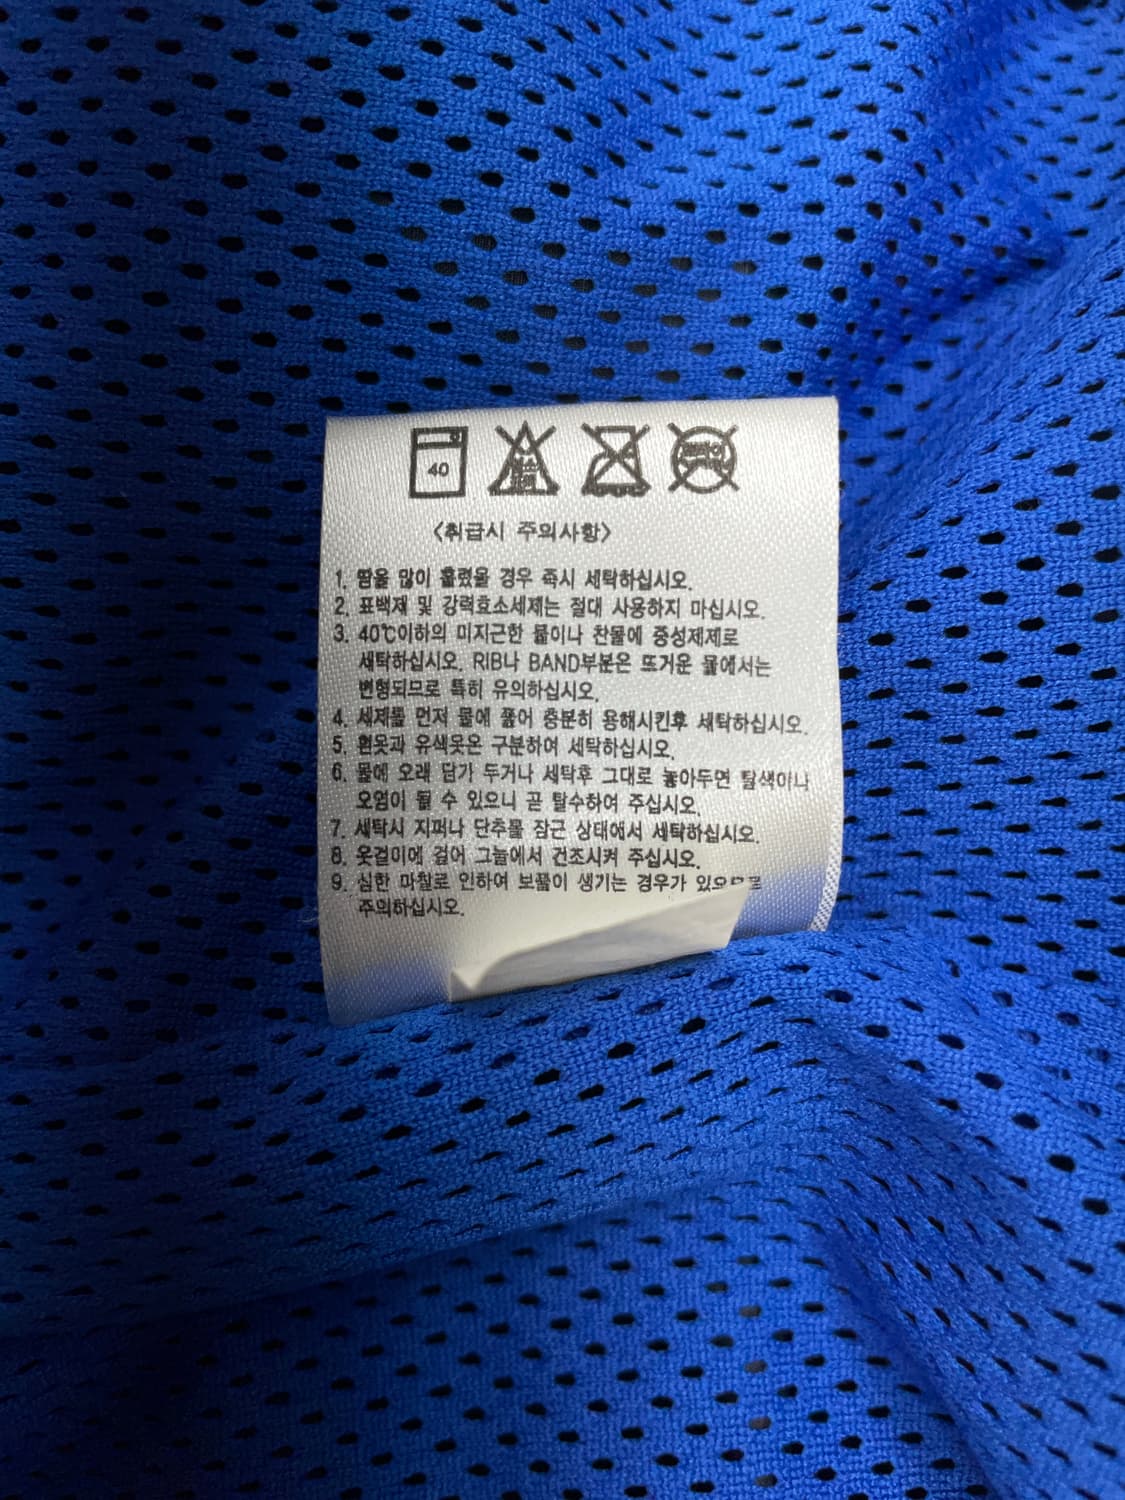 40
<취급시 주의사항>
1. 땀을 많이 흘렸을 경우 즉시 세탁하십시오.
2. 표백제 및 강력효소세제는 절대 사용하지 마십시오.
3. 40℃이하의 미지근한 물이나 찬물에 중성제제로
세탁하십시오. RIB나 BAND부분은 뜨거운 물에서는
변형되므로 특히 유의하십시오.
4. 세제를 먼저 물에 풀어 충분히 용해시킨후 세탁하십시오.
5. 흰옷과 유색옷은 구분하여 세탁하십시오.
6. 물에 오래 담가 두거나 세탁후 그대로 놓아두면 탈색이나
오염이 될 수 있으니 곧 탈수하여 주십시오.
7. 세탁시 지퍼나 단추를 잠근 상태에서 세탁하십시오.
8. 옷걸이에 걸어 그늘에서 건조시켜 주십시오.
9. 심한 마찰로 인하여 보풀이 생기는 경우가 있으므로
주의하십시오.